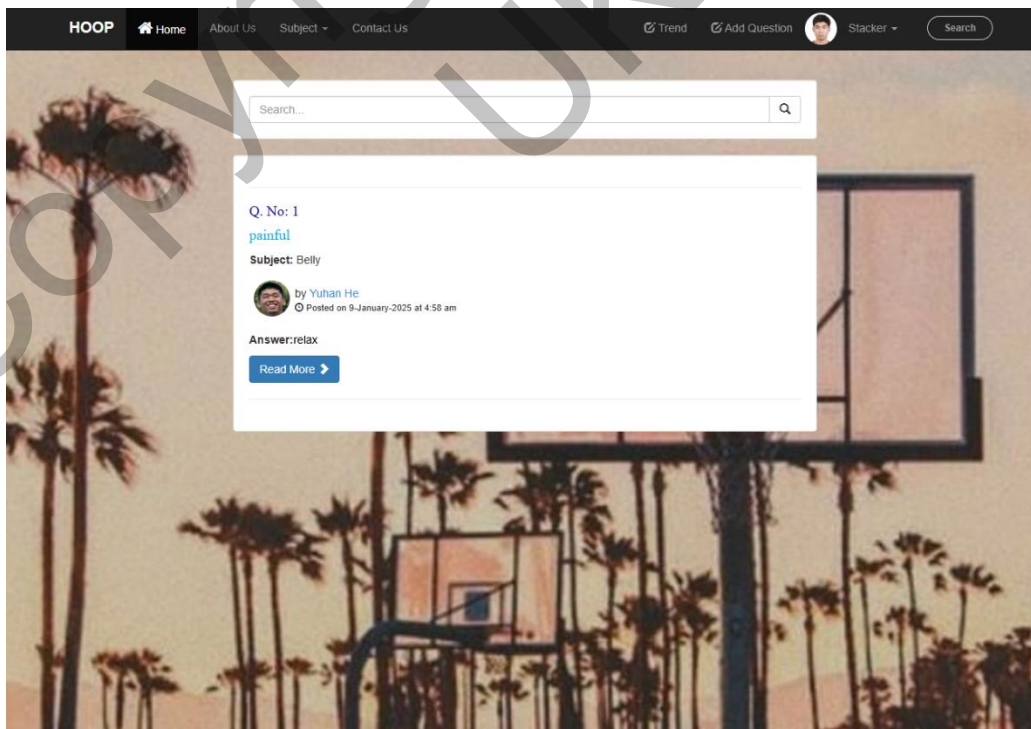 HOOP Home About Us Subject Contact Us Trend Add Question Stacker Search
Search...
Q. No: 1
painful
Subject: Belly
by Yuhan He
Posted on 9-January-2025 at 4:58 am
Answer:relax
Read More